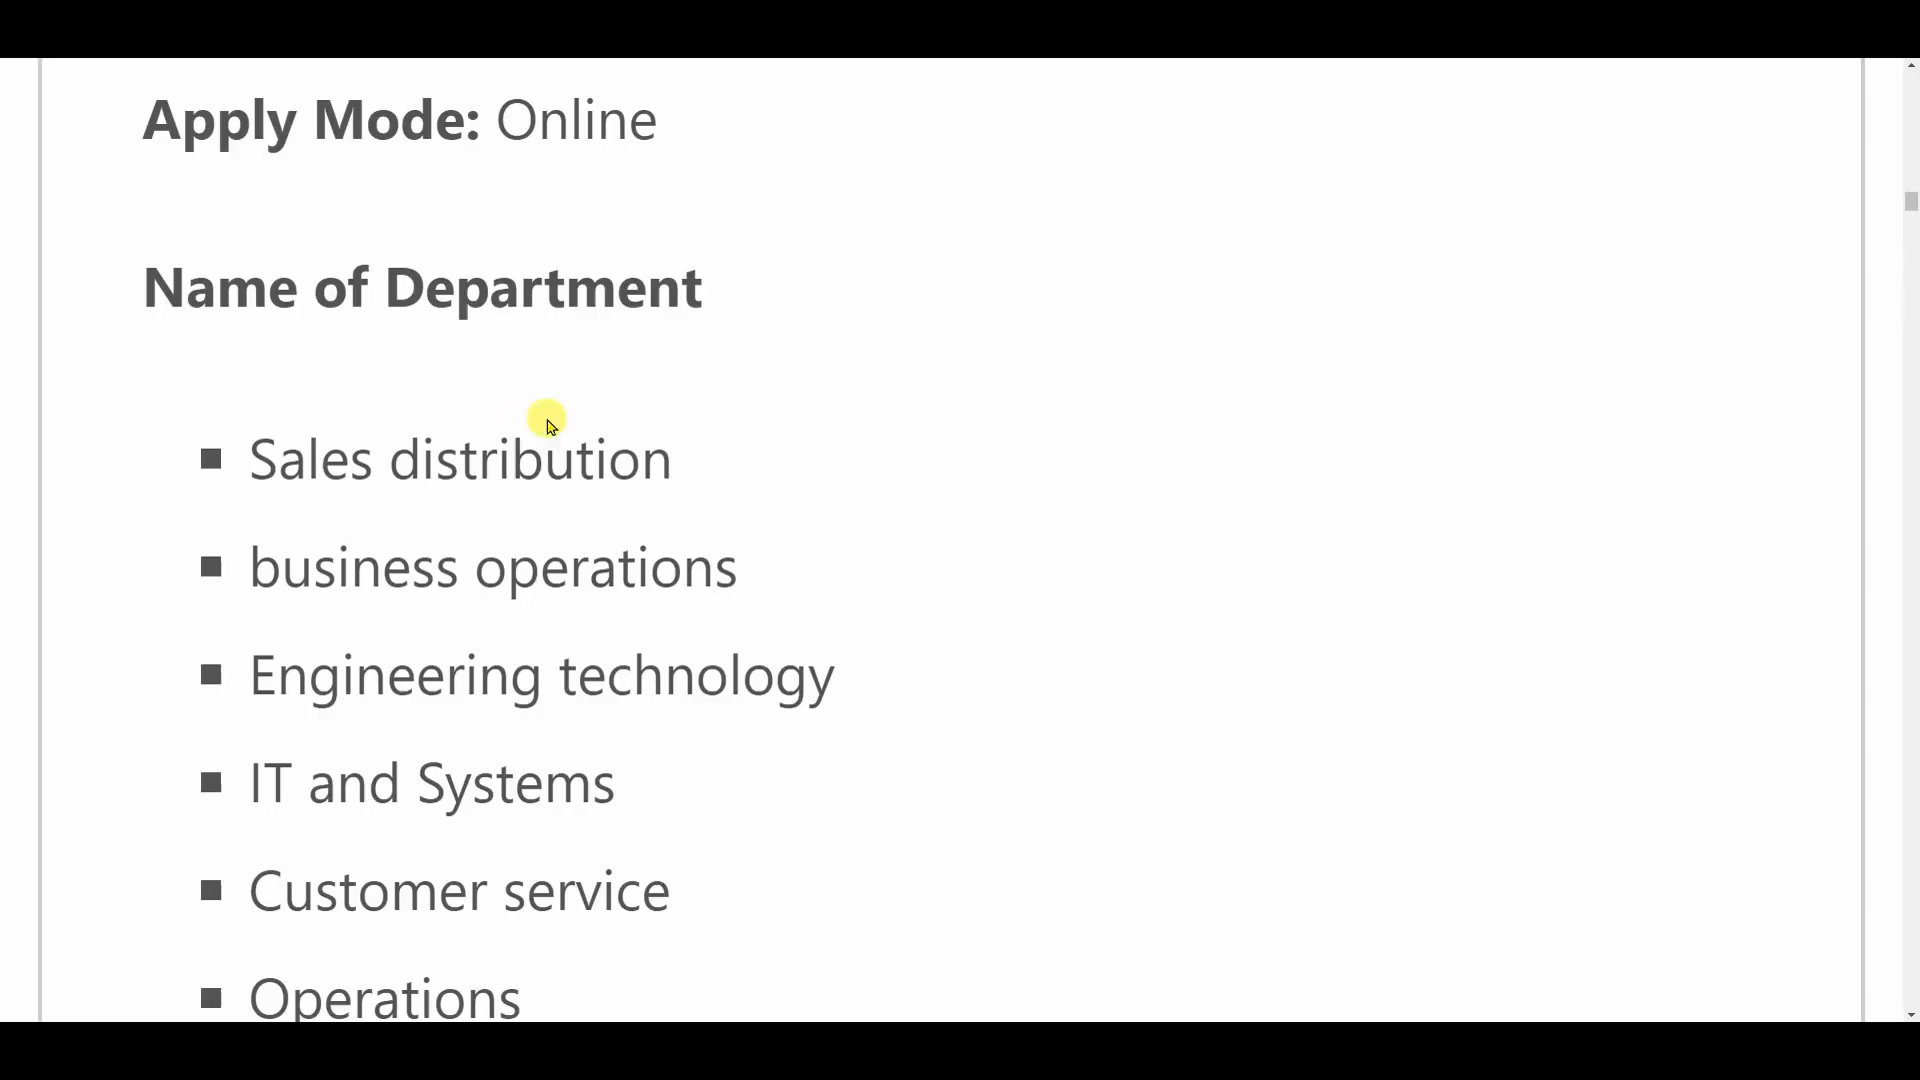 Apply Mode: Online
Name of Department
Sales distribution
business operations
Engineering technology
IT and Systems
Customer service
Operations